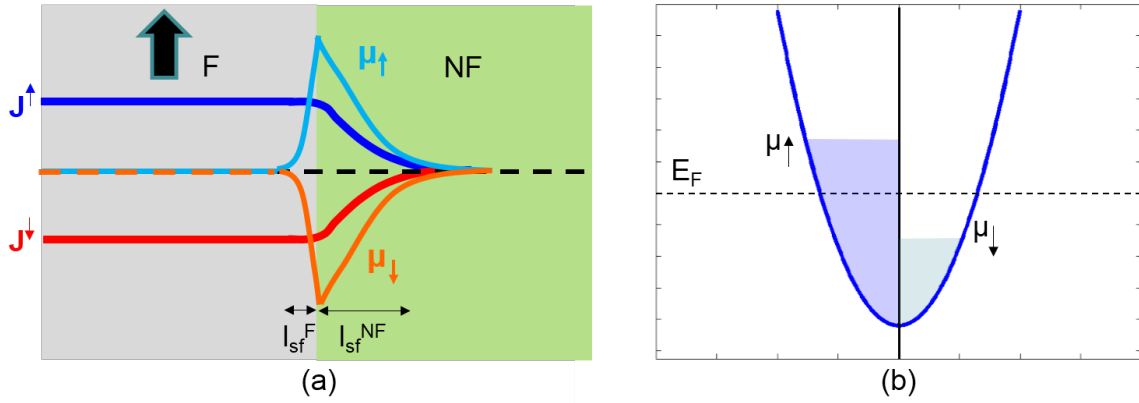 F
NF
μ↑
J↑
J↓
μ↓
l_sf^F
l_sf^NF
(a)
μ↑
E_F
μ↓
(b)